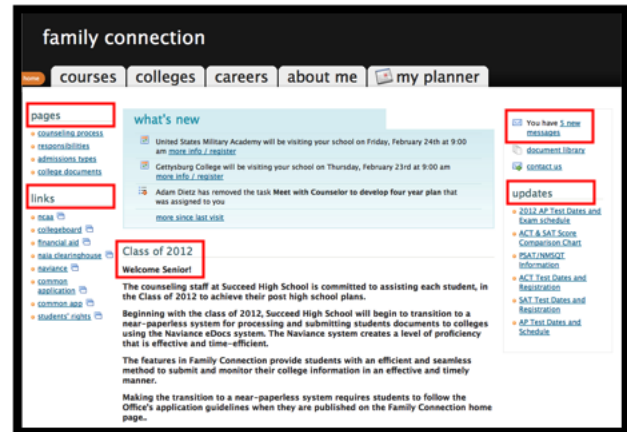 family connection
home courses colleges careers about me my planner
pages
counseling process
responsibilities
admissions types
college documents
links
ncaa
collegeboard
financial aid
naia clearinghouse
naviance
common
application
common app
students' rights
what's new
United States Military Academy will be visiting your school on Friday, February 24th at 9:00
am more info / register
Gettysburg College will be visiting your school on Thursday, February 23rd at 9:00 am
more info / register
Adam Dietz has removed the task Meet with Counselor to develop four year plan that
was assigned to you
more since last visit
Class of 2012
Welcome Senior!
The counseling staff at Succeed High School is committed to assisting each student, in
the Class of 2012 to achieve their post high school plans.
Beginning with the class of 2012, Succeed High School will begin to transition to a
near-paperless system for processing and submitting students documents to colleges
using the Naviance eDocs system. The Naviance system creates a level of proficiency
that is effective and time-efficient.
The features in Family Connection provide students with an efficient and seamless
method to submit and monitor their college information in an effective and timely
manner.
Making the transition to a near-paperless system requires students to follow the
Office's application guidelines when they are published on the Family Connection home
page..
You have 5 new
messages
document library
contact us
updates
2012 AP Test Dates and
Exam schedule
ACT & SAT Score
Comparison Chart
PSAT/NMSQT
Information
ACT Test Dates and
Registration
SAT Test Dates and
Registration
AP Test Dates and
Schedule